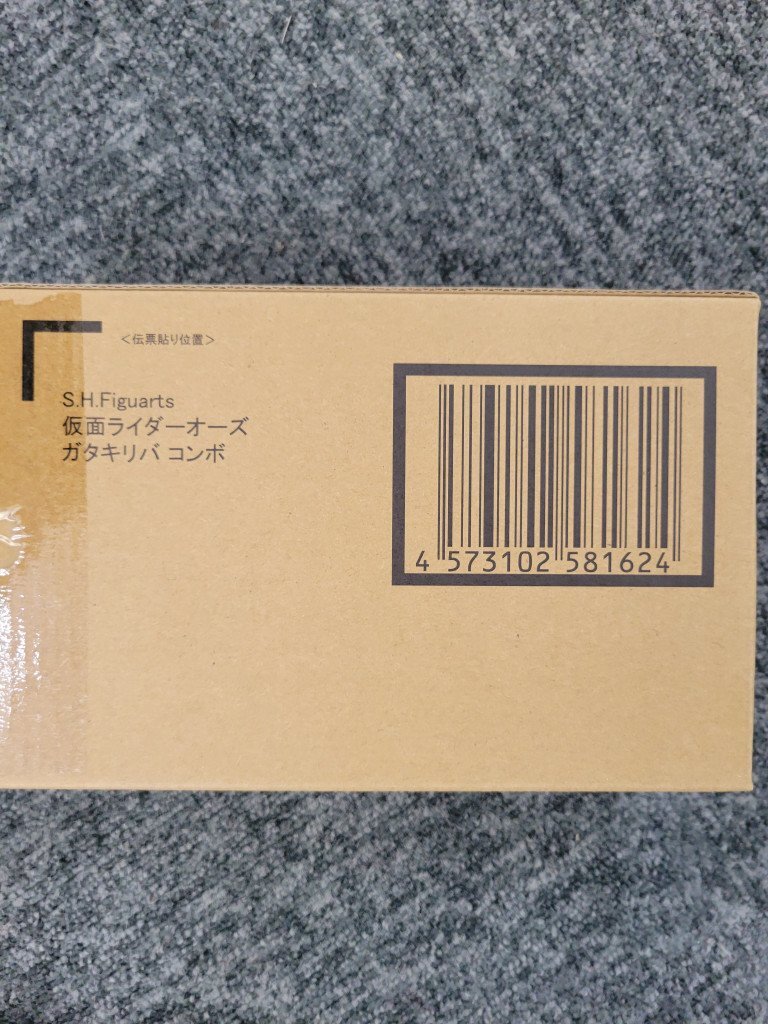 <伝票貼り位置>
S.H.Figuarts
仮面ライダーオーズ
ガタキリバ コンボ
4 573102 581624